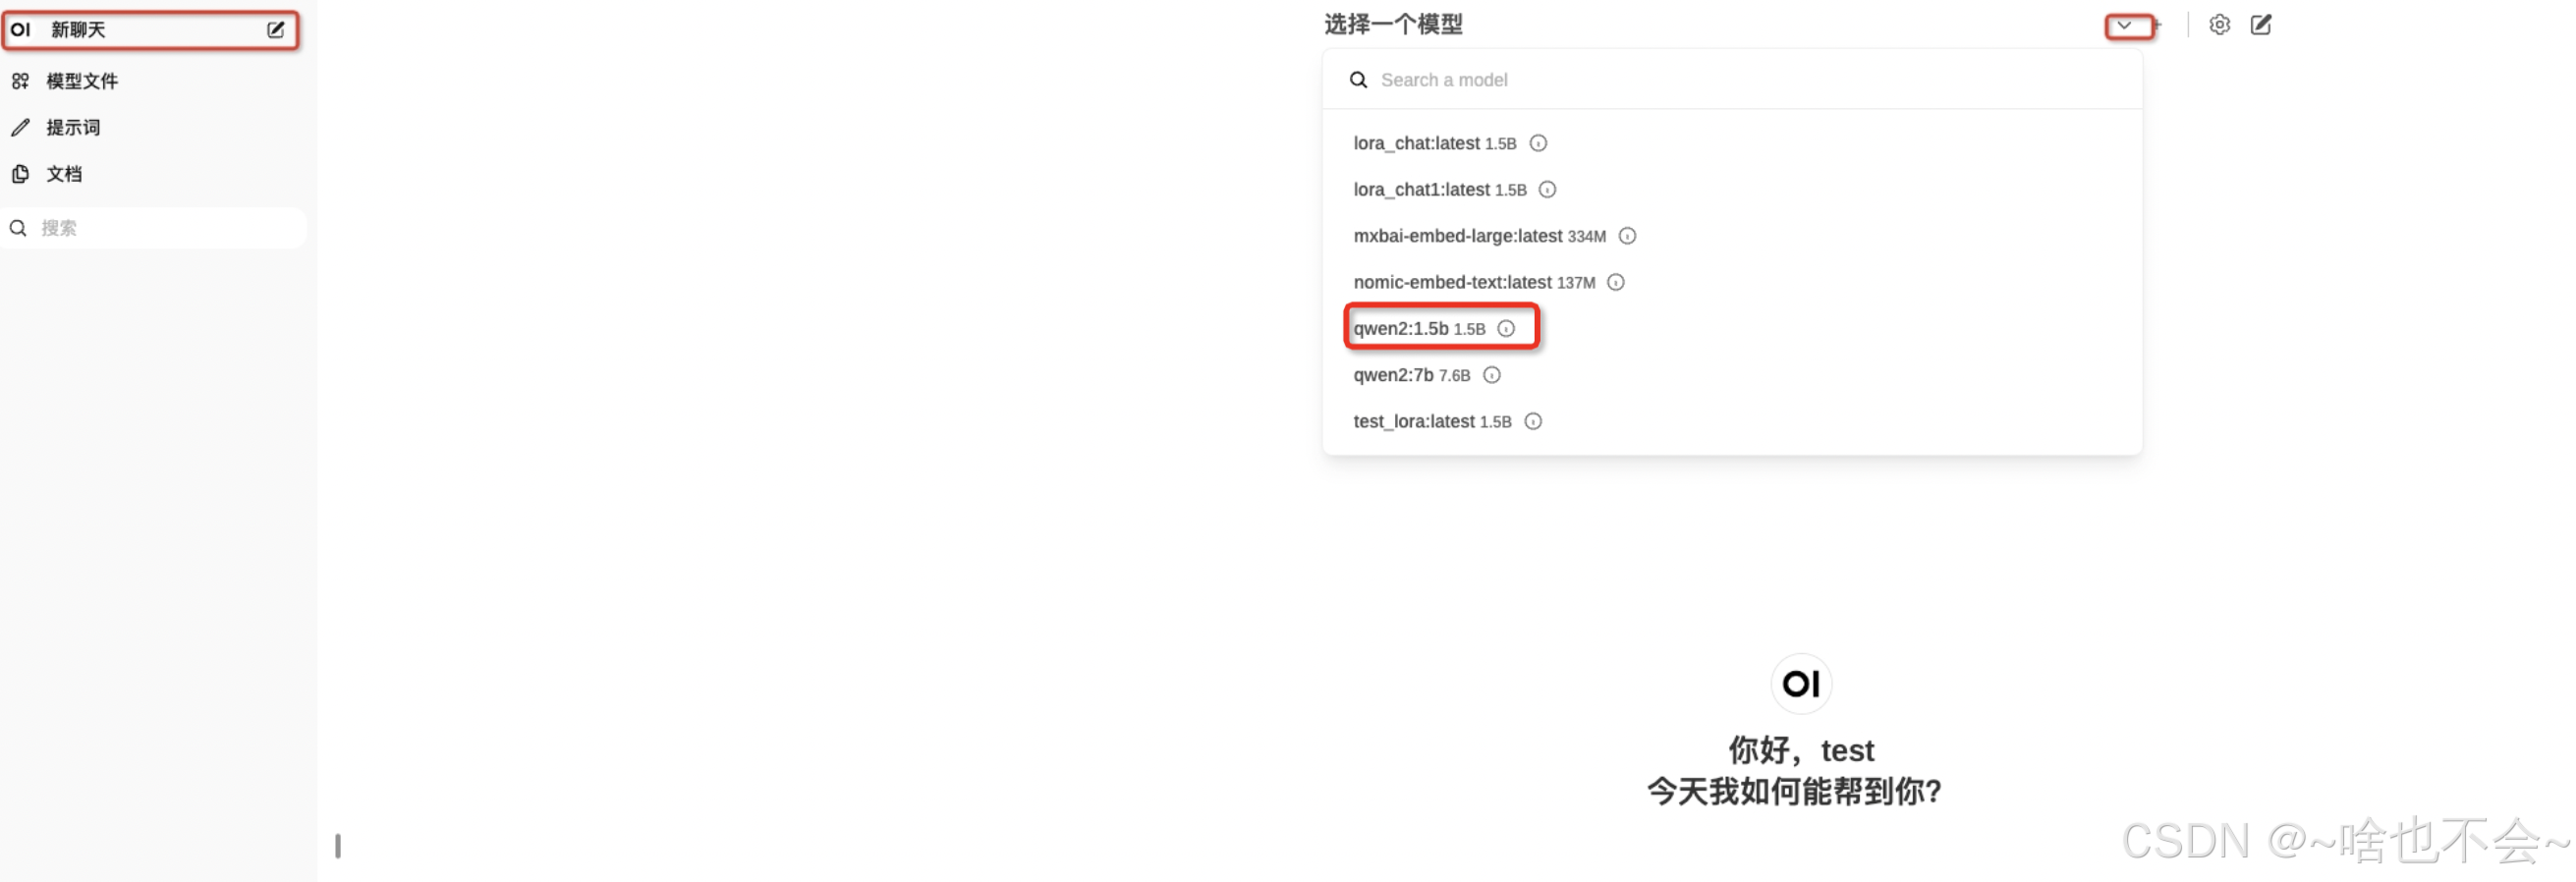 OI 新聊天
模型文件
提示词
文档
搜索
选择一个模型
Search a model
lora_chat:latest 1.5B
lora_chat1:latest 1.5B
mxbai-embed-large:latest 334M
nomic-embed-text:latest 137M
qwen2:1.5b 1.5B
qwen2:7b 7.6B
test_lora:latest 1.5B
OI
你好，test
今天我如何能帮到你?
CSDN @~啥也不会~